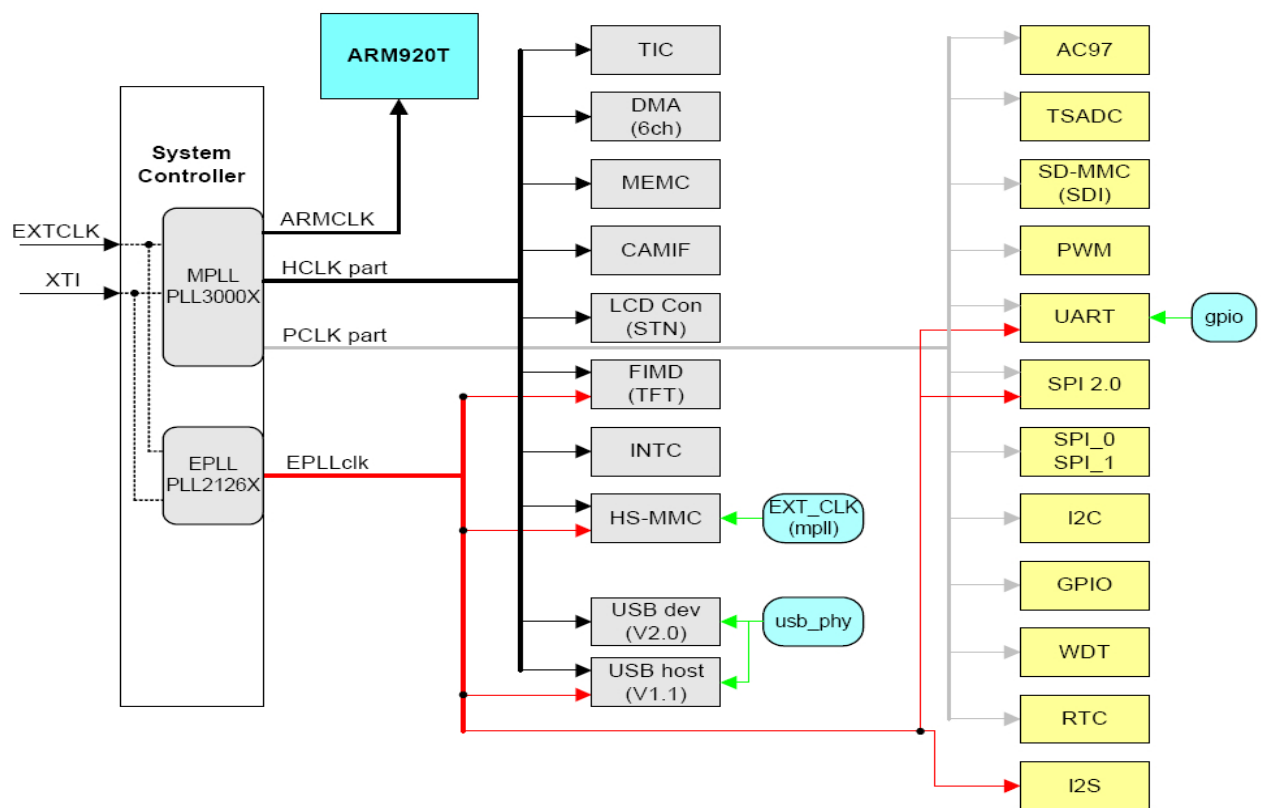 ARM920T
System
Controller
EXTCLK
XTI
MPLL
PLL3000X
EPLL
PLL2126X
ARMCLK
HCLK part
PCLK part
EPLLclk
TIC
DMA
(6ch)
MEMC
CAMIF
LCD Con
(STN)
FIMD
(TFT)
INTC
HS-MMC
USB dev
(V2.0)
USB host
(V1.1)
EXT_CLK
(mpll)
usb_phy
AC97
TSADC
SD-MMC
(SDI)
PWM
UART
gpio
SPI 2.0
SPI_0
SPI_1
I2C
GPIO
WDT
RTC
I2S